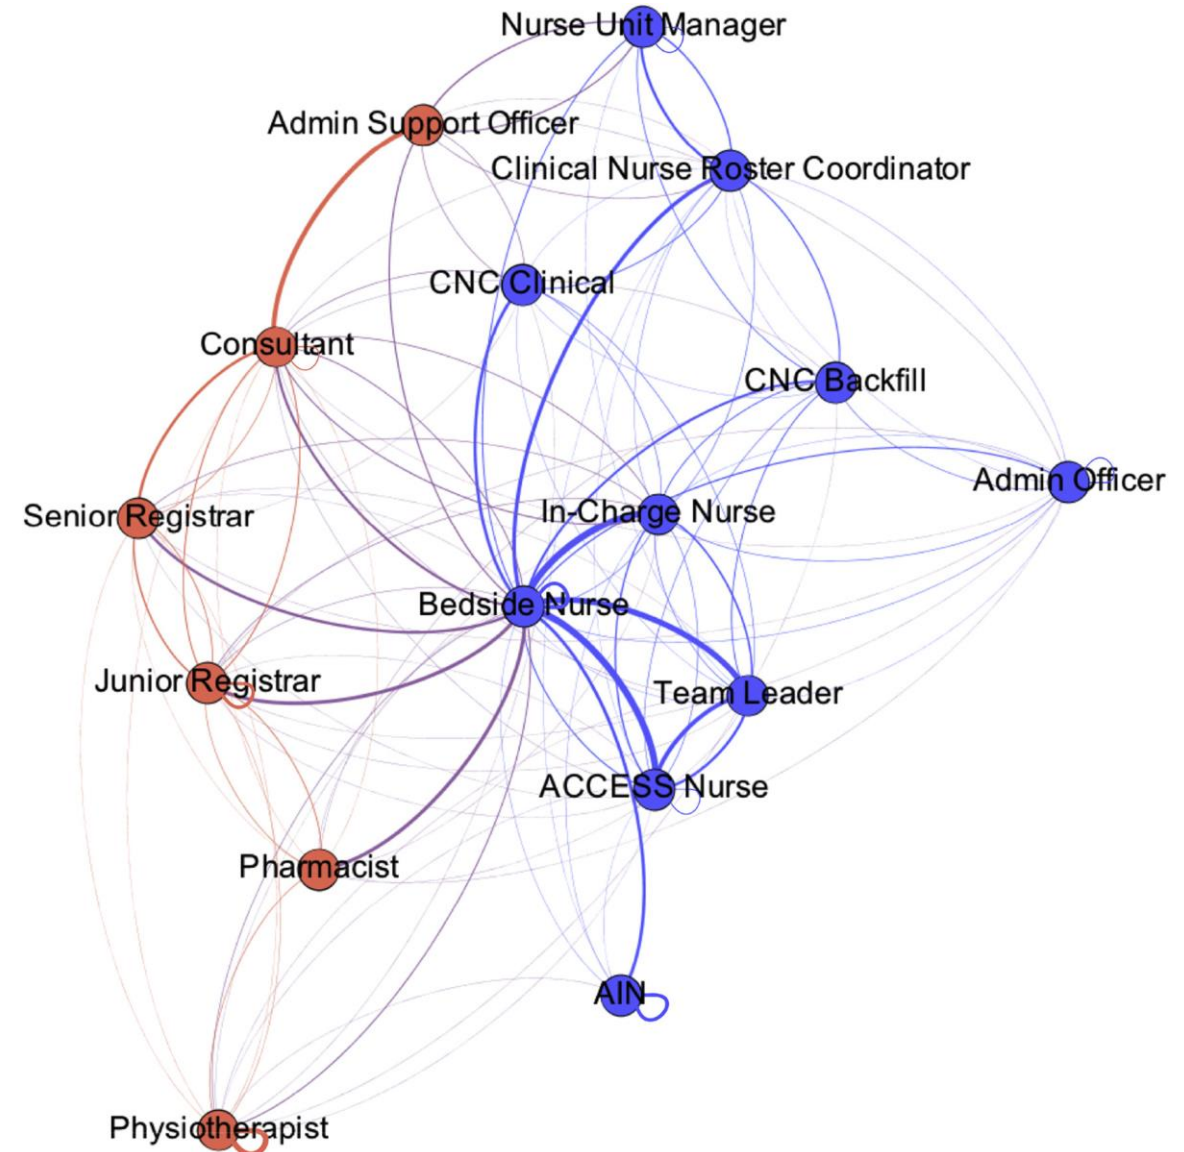 Nurse Unit Manager
Admin Support Officer
Clinical Nurse Roster Coordinator
CNC Clinical
Consultant
CNC Backfill
Admin Officer
In-Charge Nurse
Senior Registrar
Bedside Nurse
Junior Registrar
Team Leader
ACCESS Nurse
Pharmacist
AIN
Physiotherapist